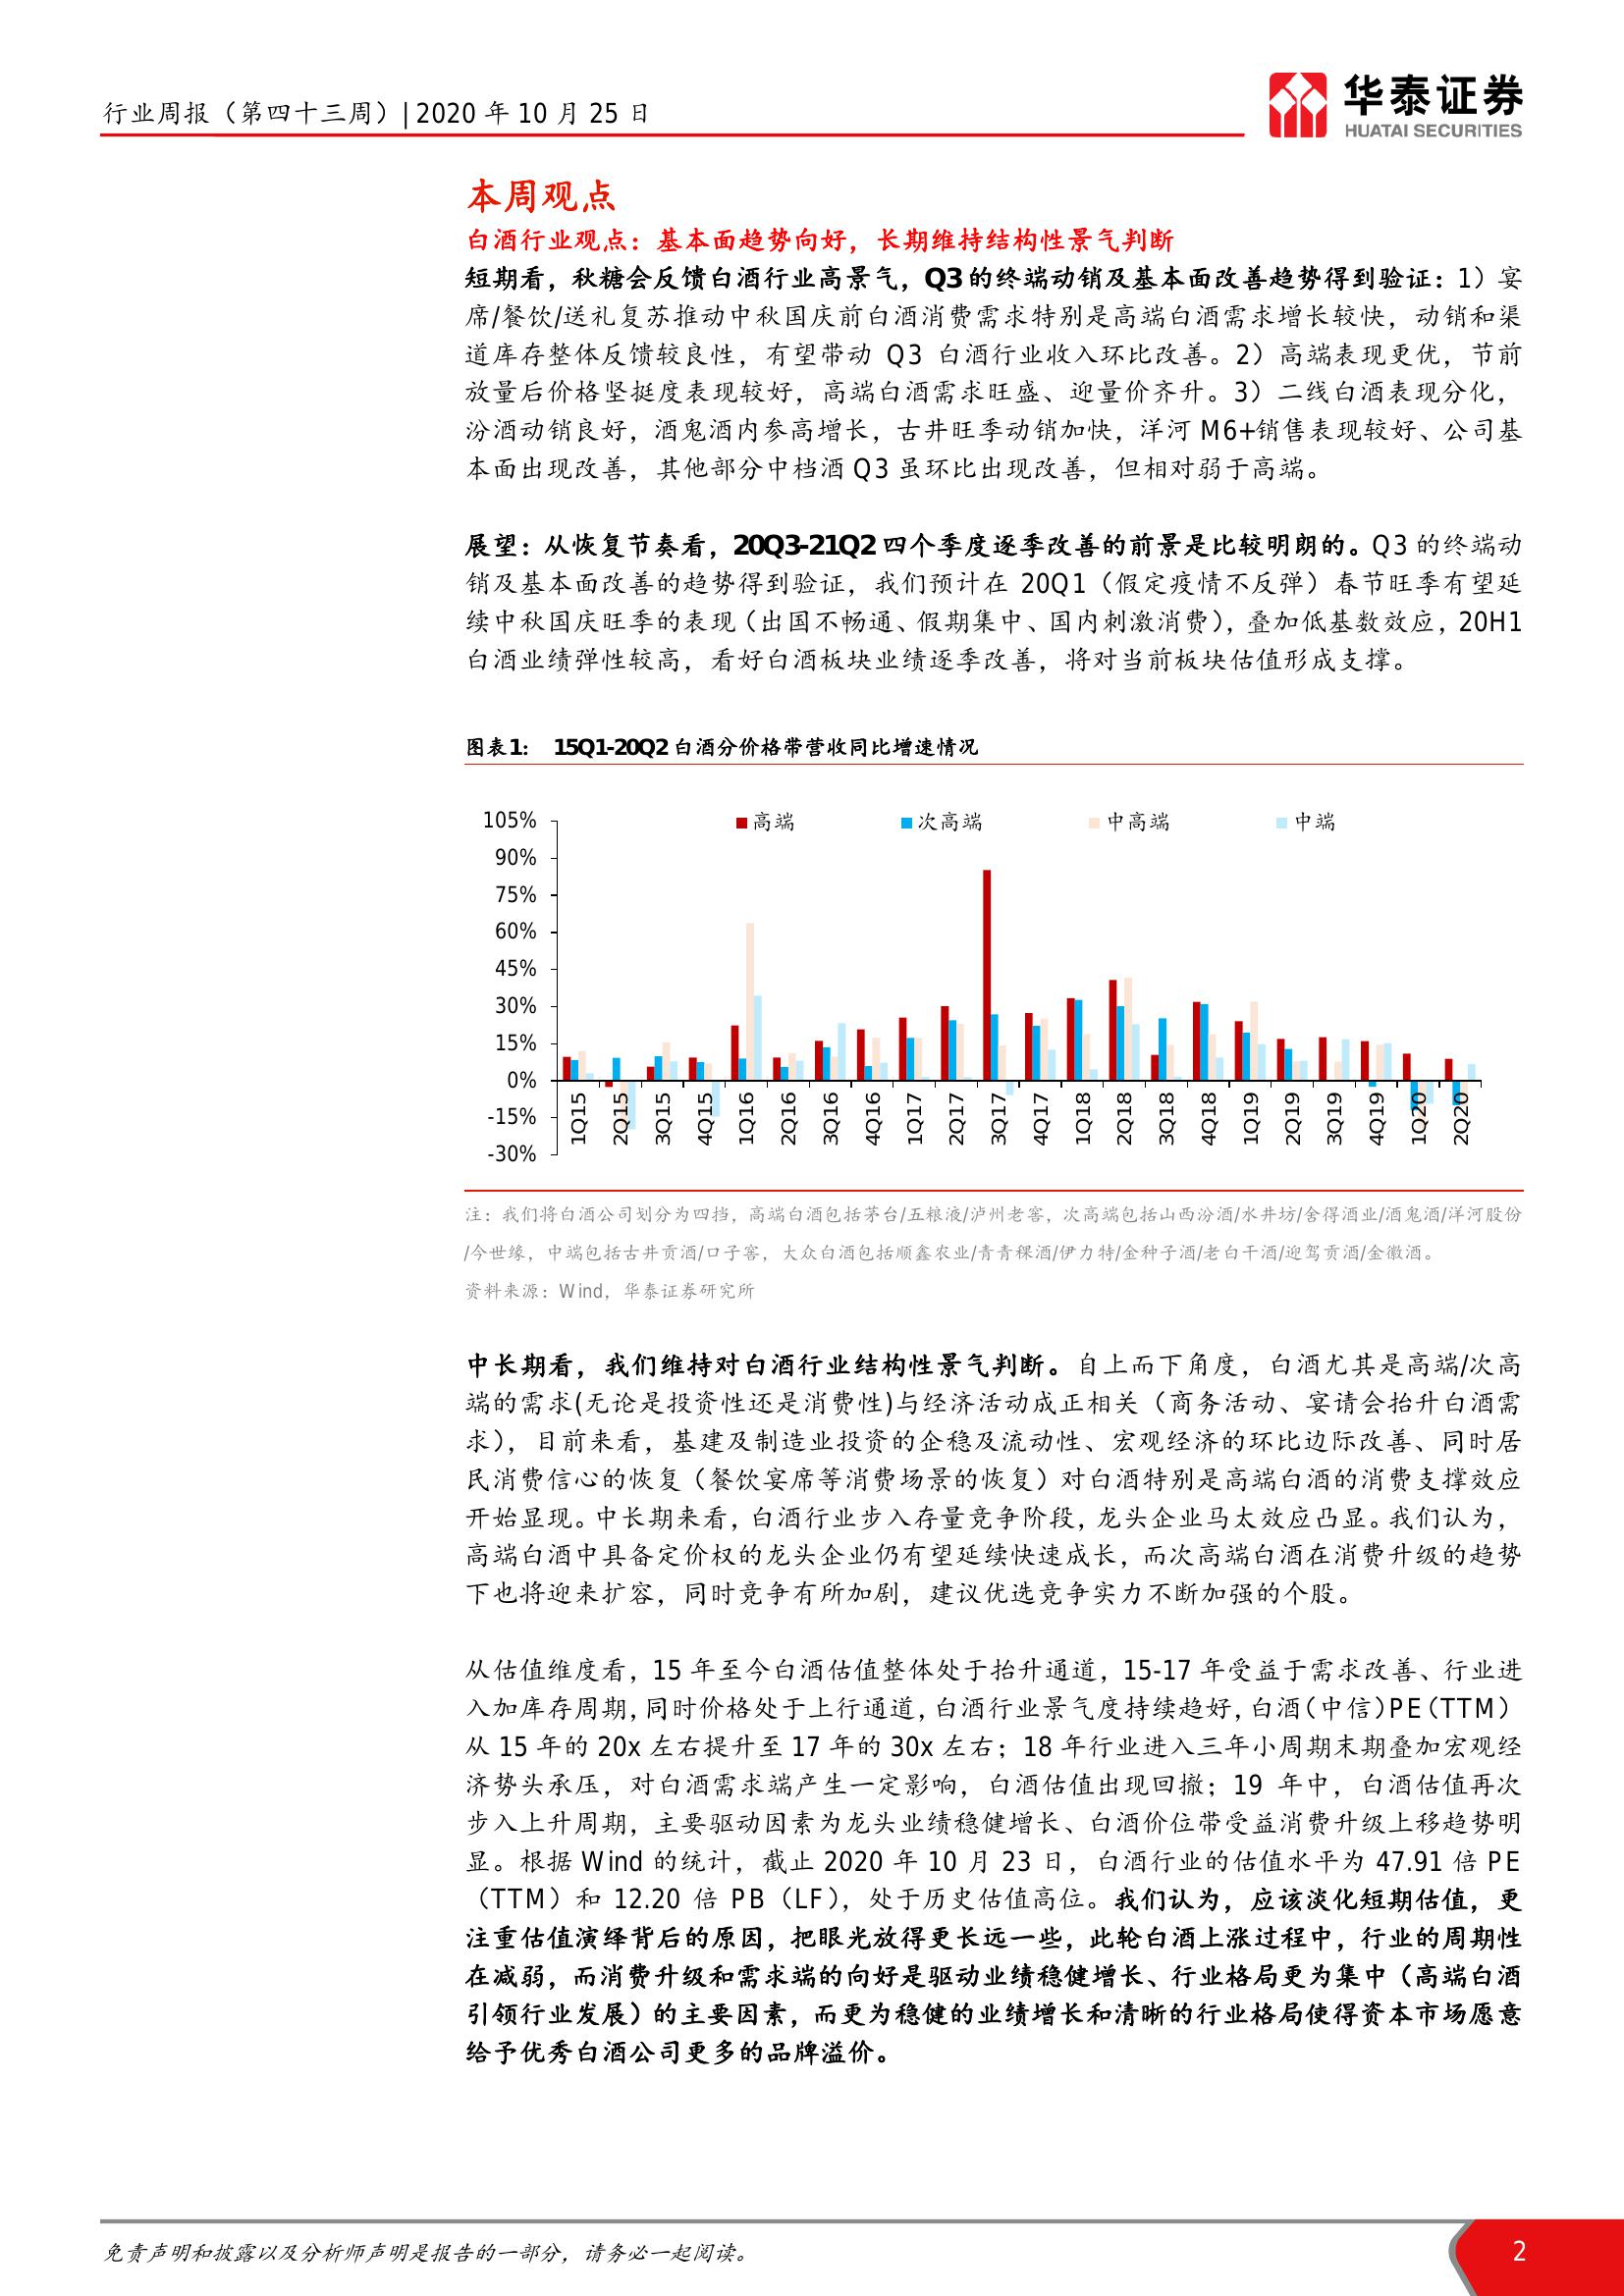 行业周报（第四十三周）|2020 年 10 月 25 日
华泰证券
HUATAI SECURITIES
本周观点
白酒行业观点：基本面趋势向好，长期维持结构性景气判断
短期看，秋糖会反馈白酒行业高景气，Q3 的终端动销及基本面改善趋势得到验证：1）宴
席/餐饮/送礼复苏推动中秋国庆前白酒消费需求特别是高端白酒需求增长较快，动销和渠
道库存整体反馈较良性，有望带动 Q3 白酒行业收入环比改善。2）高端表现更优，节前
放量后价格坚挺度表现较好，高端白酒需求旺盛、迎量价齐升。3）二线白酒表现分化，
汾酒动销良好，酒鬼酒内参高增长，古井旺季动销加快，洋河 M6+销售表现较好、公司基
本面出现改善，其他部分中档酒 Q3 虽环比出现改善，但相对弱于高端。
展望：从恢复节奏看，20Q3-21Q2 四个季度逐季改善的前景是比较明朗的。Q3 的终端动
销及基本面改善的趋势得到验证，我们预计在 20Q1（假定疫情不反弹）春节旺季有望延
续中秋国庆旺季的表现（出国不畅通、假期集中、国内刺激消费），叠加低基数效应，20H1
白酒业绩弹性较高，看好白酒板块业绩逐季改善，将对当前板块估值形成支撑。
图表1： 15Q1-20Q2 白酒分价格带营收同比增速情况
高端 次高端 中高端 中端
105%
90%
75%
60%
45%
30%
15%
0%
-15%
-30%
1Q15 2Q15 3Q15 4Q15 1Q16 2Q16 3Q16 4Q16 1Q17 2Q17 3Q17 4Q17 1Q18 2Q18 3Q18 4Q18 1Q19 2Q19 3Q19 4Q19 1Q20 2Q20
注：我们将白酒公司划分为四挡，高端白酒包括茅台/五粮液/泸州老窖，次高端包括山西汾酒/水井坊/舍得酒业/酒鬼酒/洋河股份
/今世缘，中端包括古井贡酒/口子窖，大众白酒包括顺鑫农业/青青稞酒/伊力特/金种子酒/老白干酒/迎驾贡酒/金徽酒。
资料来源：Wind，华泰证券研究所
中长期看，我们维持对白酒行业结构性景气判断。自上而下角度，白酒尤其是高端/次高
端的需求(无论是投资性还是消费性)与经济活动成正相关（商务活动、宴请会抬升白酒需
求），目前来看，基建及制造业投资的企稳及流动性、宏观经济的环比边际改善、同时居
民消费信心的恢复（餐饮宴席等消费场景的恢复）对白酒特别是高端白酒的消费支撑效应
开始显现。中长期来看，白酒行业步入存量竞争阶段，龙头企业马太效应凸显。我们认为，
高端白酒中具备定价权的龙头企业仍有望延续快速成长，而次高端白酒在消费升级的趋势
下也将迎来扩容，同时竞争有所加剧，建议优选竞争实力不断加强的个股。
从估值维度看，15 年至今白酒估值整体处于抬升通道，15-17 年受益于需求改善、行业进
入加库存周期，同时价格处于上行通道，白酒行业景气度持续趋好，白酒（中信）PE（TTM）
从 15 年的 20x 左右提升至 17 年的 30x 左右；18 年行业进入三年小周期末期叠加宏观经
济势头承压，对白酒需求端产生一定影响，白酒估值出现回撤；19 年中，白酒估值再次
步入上升周期，主要驱动因素为龙头业绩稳健增长、白酒价位带受益消费升级上移趋势明
显。根据 Wind 的统计，截止 2020 年 10 月 23 日，白酒行业的估值水平为 47.91 倍 PE
（TTM）和 12.20 倍 PB（LF），处于历史估值高位。我们认为，应该淡化短期估值，更
注重估值演绎背后的原因，把眼光放得更长远一些，此轮白酒上涨过程中，行业的周期性
在减弱，而消费升级和需求端的向好是驱动业绩稳健增长、行业格局更为集中（高端白酒
引领行业发展）的主要因素，而更为稳健的业绩增长和清晰的行业格局使得资本市场愿意
给予优秀白酒公司更多的品牌溢价。
免责声明和披露以及分析师声明是报告的一部分，请务必一起阅读。
2